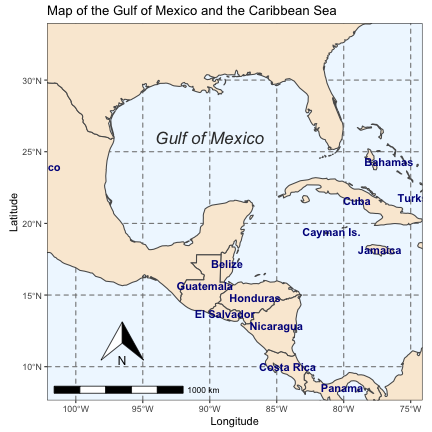 Map of the Gulf of Mexico and the Caribbean Sea
30°N
Gulf of Mexico
25°N
Bahamas
co
Cuba
Turk
20°N
Cayman Is.
Jamaica
Belize
Guatemala
15°N
Honduras
El Salvador
Nicaragua
N
10°N
Costa Rica
Panama
1000 km
100°W
95°W
90°W
85°W
80°W
75°W
Longitude
Latitude